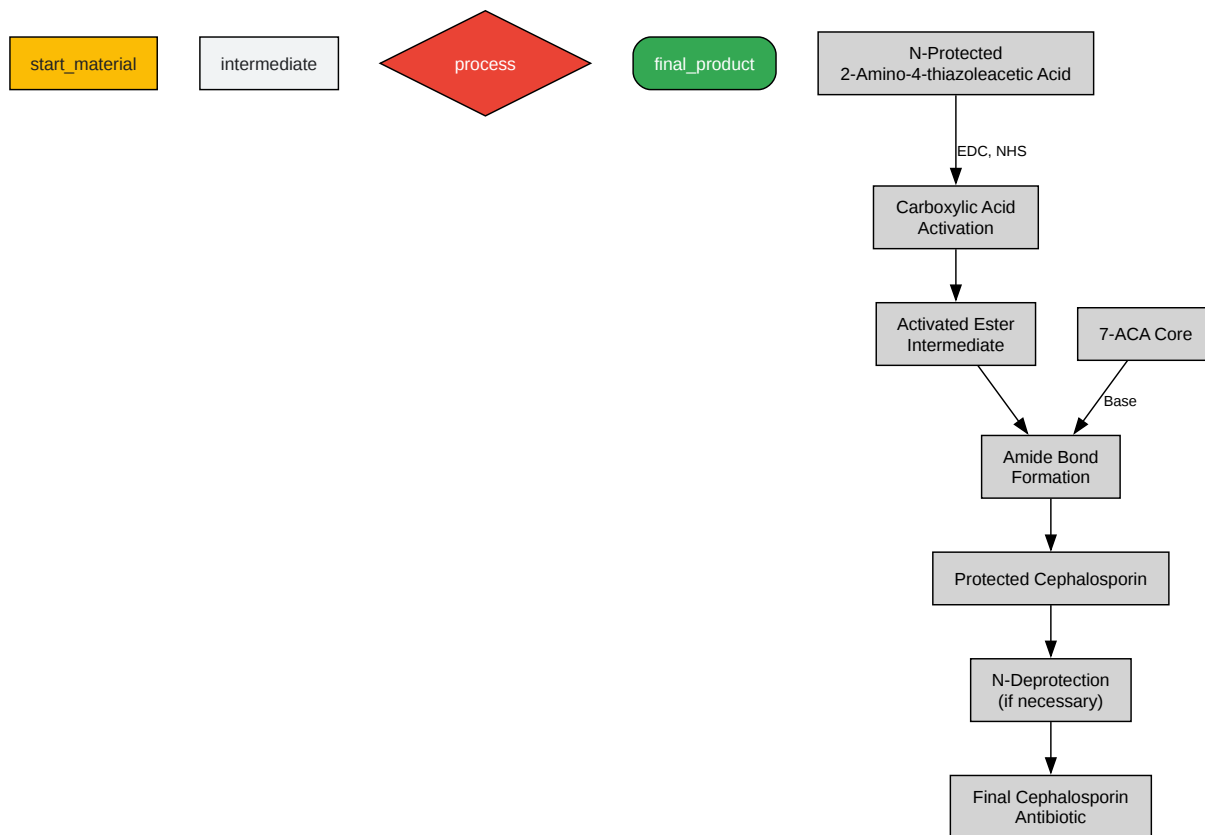 start_material
intermediate
process
final_product
N-Protected
2-Amino-4-thiazoleacetic Acid
EDC, NHS
Carboxylic Acid
Activation
Activated Ester
Intermediate
7-ACA Core
Base
Amide Bond
Formation
Protected Cephalosporin
N-Deprotection
(if necessary)
Final Cephalosporin
Antibiotic